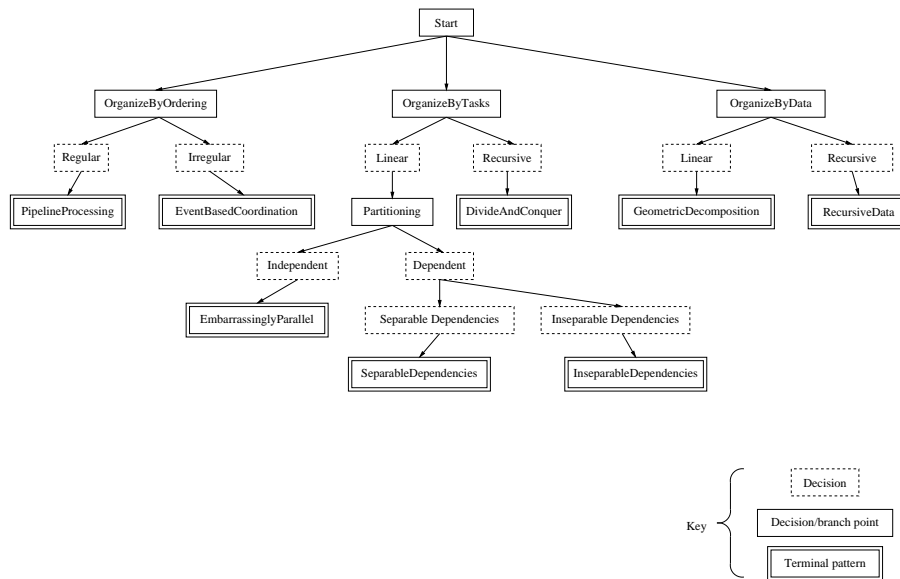 Start
OrganizeByOrdering
OrganizeByTasks
OrganizeByData
Regular
Irregular
Linear
Recursive
Linear
Recursive
PipelineProcessing
EventBasedCoordination
Partitioning
DivideAndConquer
GeometricDecomposition
RecursiveData
Independent
Dependent
EmbarrassinglyParallel
Separable Dependencies
Inseparable Dependencies
SeparableDependencies
InseparableDependencies
Key
Decision
Decision/branch point
Terminal pattern